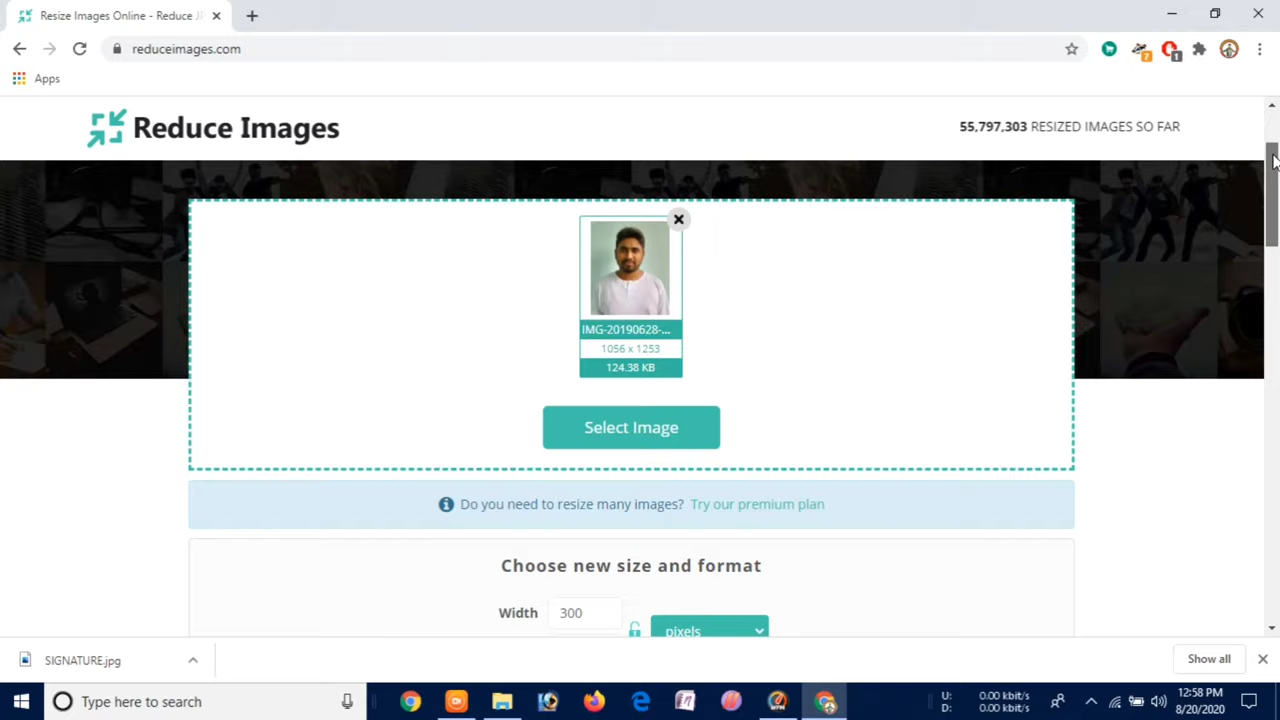 Resize Images Online - Reduce JP
reduceimages.com
7
1
Apps
Reduce Images
55,797,303 RESIZED IMAGES SO FAR
IMG-20190628-...
1056 x 1253
124.38 KB
Select Image
Do you need to resize many images? Try our premium plan
Choose new size and format
Width 300
pixels
SIGNATURE.jpg
Show all
Type here to search
U: 0.00 kbit/s
D: 0.00 kbit/s
12:58 PM
8/20/2020